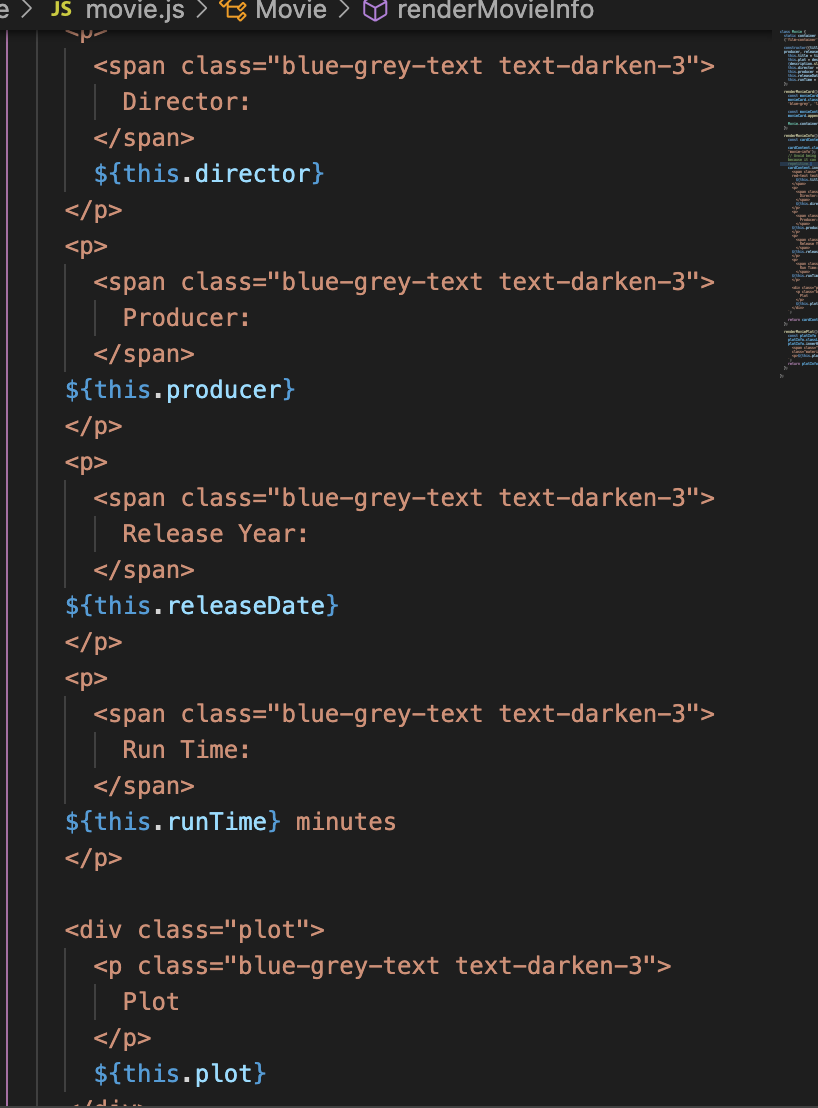 e > JS movie.js > Movie > renderMovieInfo
<p>
<span class="blue-grey-text text-darken-3">
Director:
</span>
${this.director}
</p>
<p>
<span class="blue-grey-text text-darken-3">
Producer:
</span>
${this.producer}
</p>
<p>
<span class="blue-grey-text text-darken-3">
Release Year:
</span>
${this.releaseDate}
</p>
<p>
<span class="blue-grey-text text-darken-3">
Run Time:
</span>
${this.runTime} minutes
</p>
<div class="plot">
<p class="blue-grey-text text-darken-3">
Plot
</p>
${this.plot}
</div>